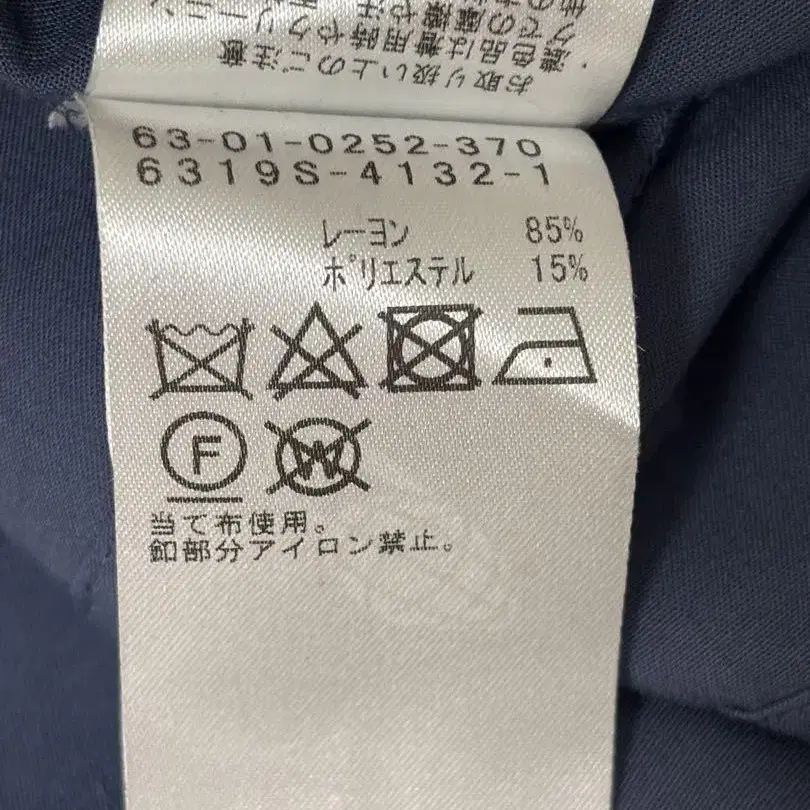 お取り扱い上のご注意
63-01-0252-370
6319S-4132-1
レーヨン 85%
ポリエステル 15%
F
W
当て布使用。
釦部分アイロン禁止。